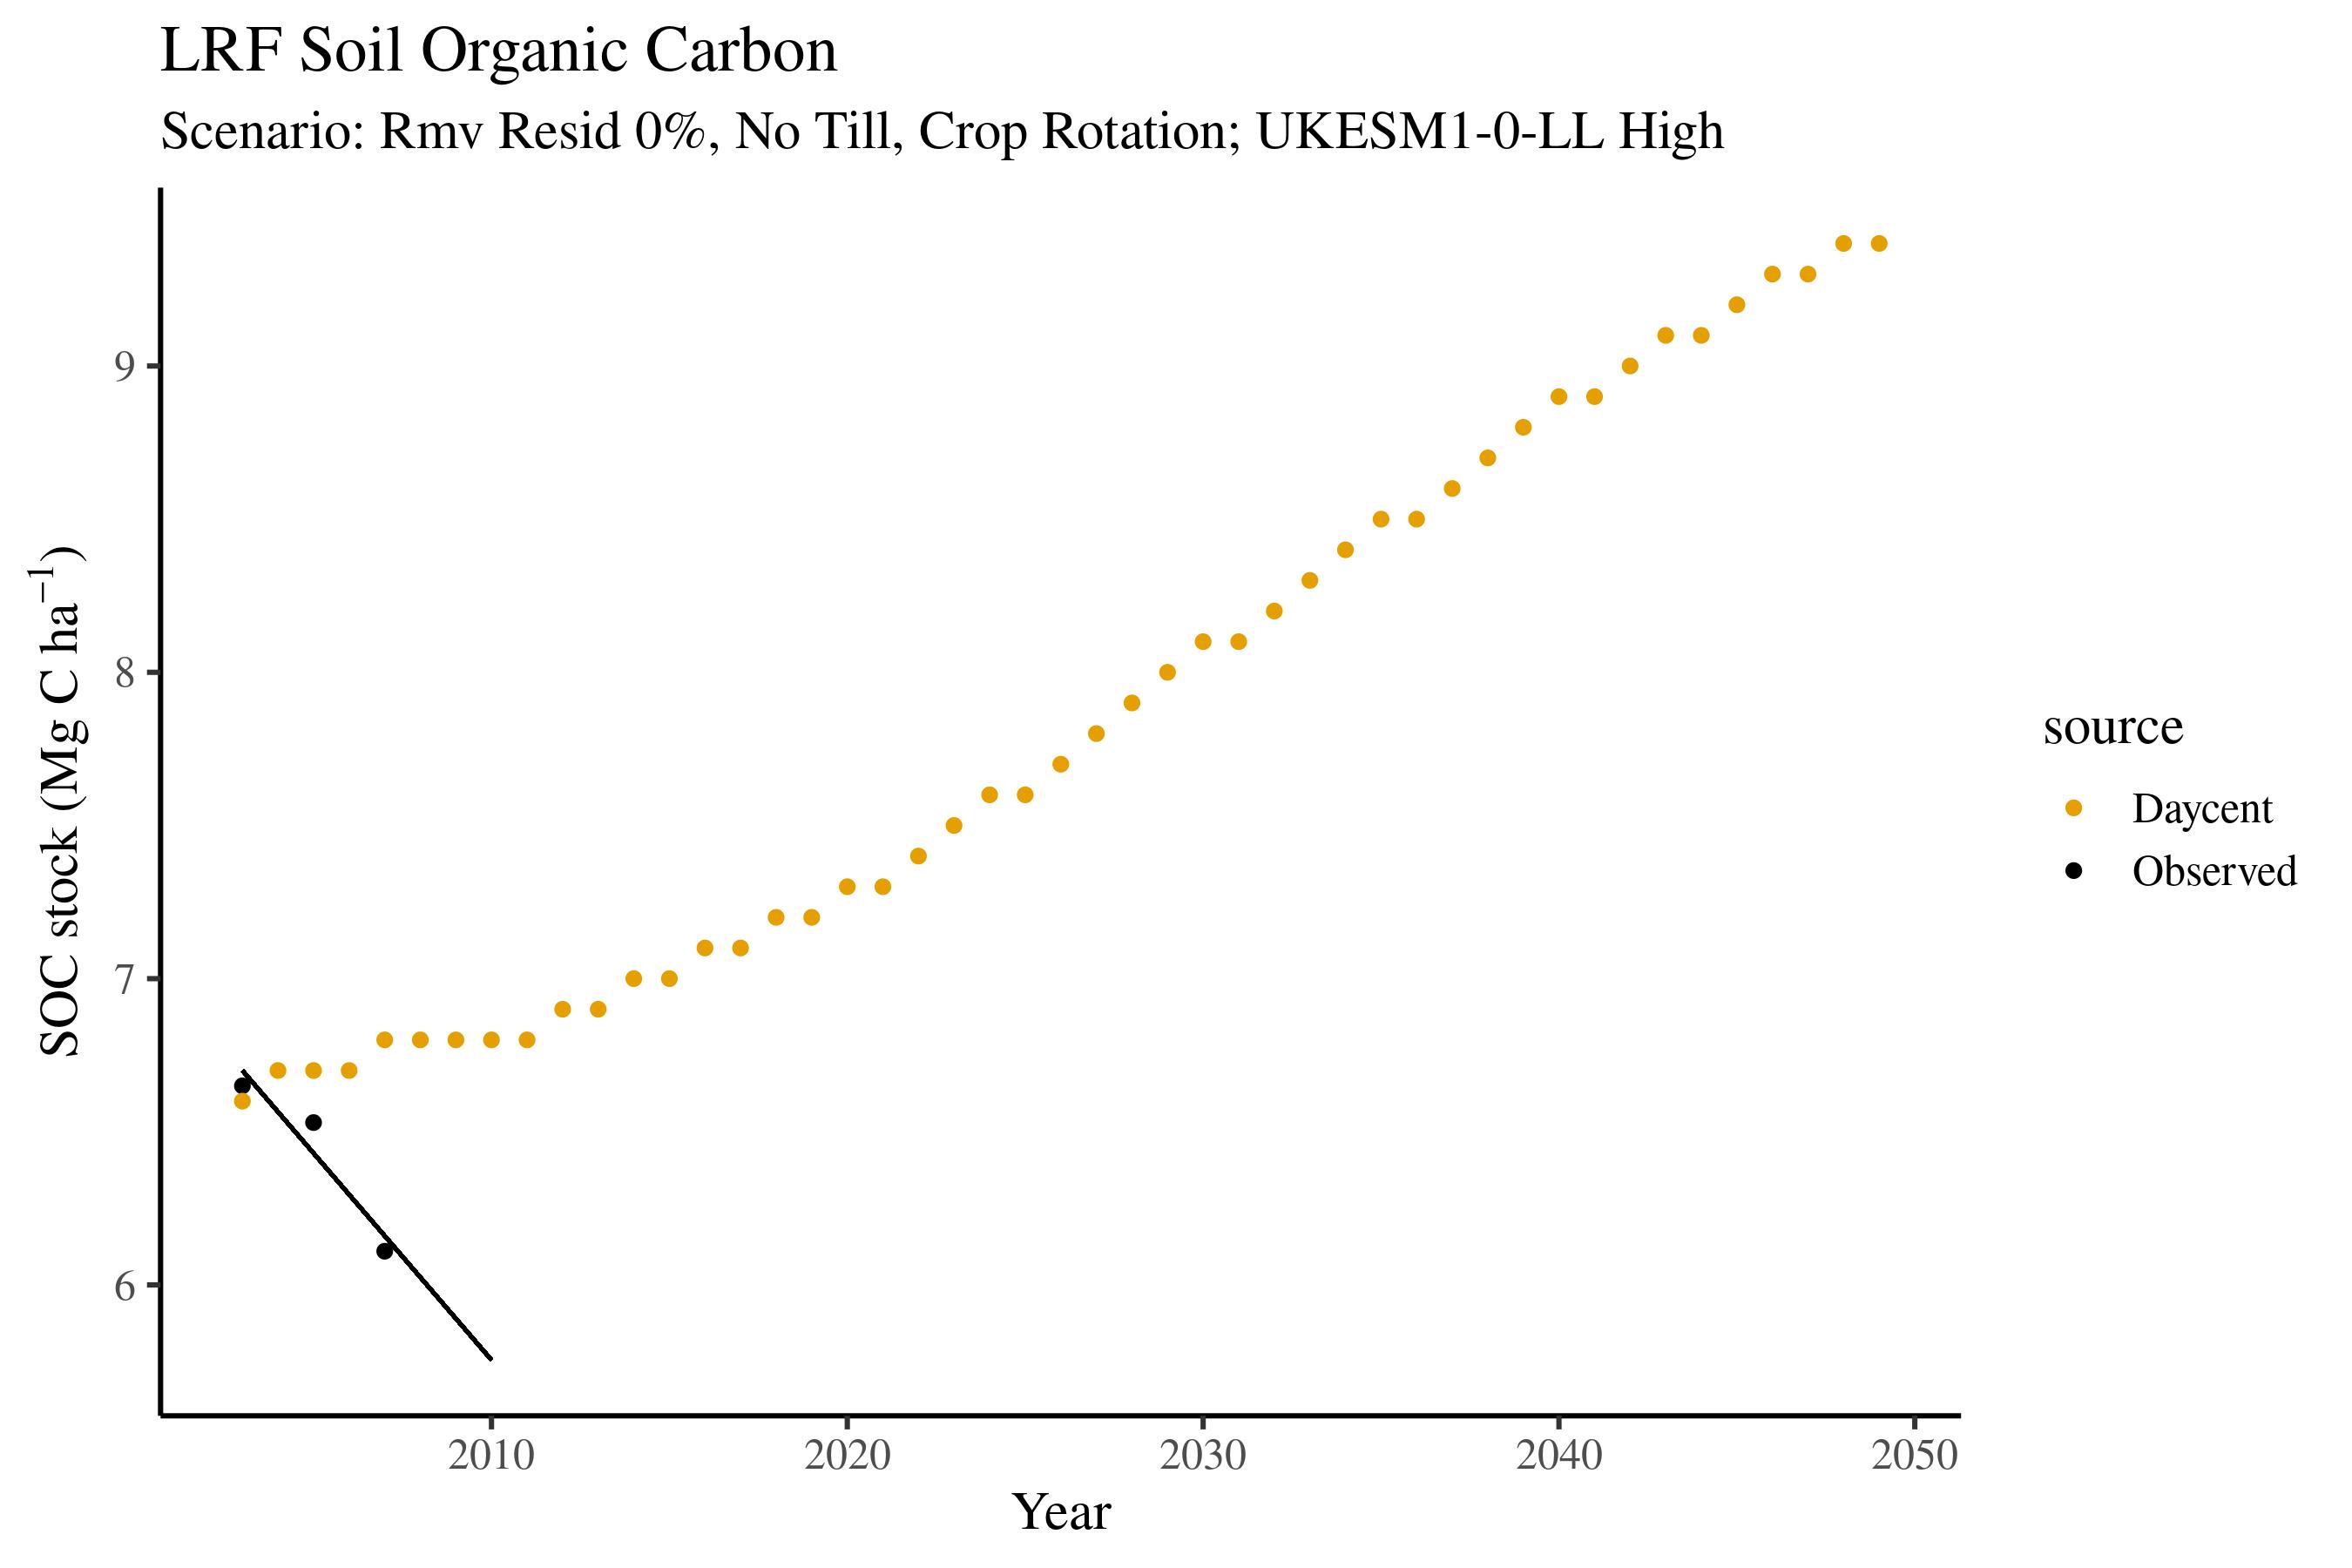 LRF Soil Organic Carbon
Scenario: Rmv Resid 0%, No Till, Crop Rotation; UKESM1-0-LL High
SOC stock (Mg C ha⁻¹)
9
8
7
6
2010 2020 2030 2040 2050
Year
source
Daycent
Observed